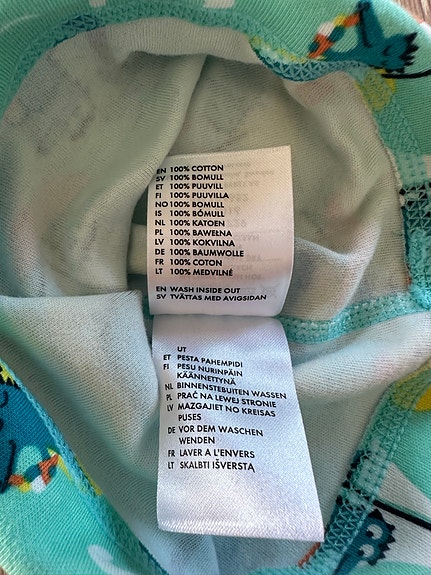 EN 100% COTTON
SV 100% BOMULL
ET 100% PUUVILL
FI 100% PUUVILLA
NO 100% BOMULL
IS 100% BÓMULL
NL 100% KATOEN
PL 100% BAWEŁNA
LV 100% KOKVILNA
DE 100% BAUMWOLLE
FR 100% COTON
LT 100% MEDVILNĖ
EN WASH INSIDE OUT
SV TVÄTTAS MED AVIGSIDAN
UT
ET PESTA PAHEMPIDI
FI PESU NURINPÄIN
KÄÄNNETTYNÄ
NL BINNENSTEBUITEN WASSEN
PL PRAĆ NA LEWEJ STRONIE
LV MAZGAJIET NO KREISAS
PUSES
DE VOR DEM WASCHEN
WENDEN
FR LAVER A L'ENVERS
LT SKALBTI IŠVERSTĄ